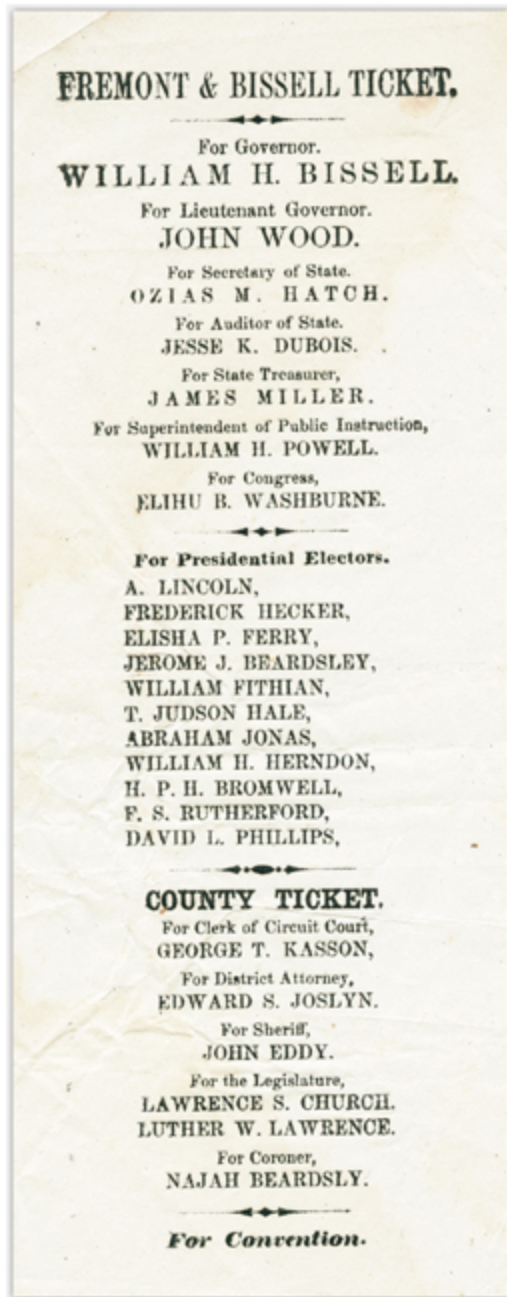 FREMONT & BISSELL TICKET.
For Governor.
WILLIAM H. BISSELL.
For Lieutenant Governor.
JOHN WOOD.
For Secretary of State.
OZIAS M. HATCH.
For Auditor of State.
JESSE K. DUBOIS.
For State Treasurer,
JAMES MILLER.
For Superintendent of Public Instruction,
WILLIAM H. POWELL.
For Congress,
ELIHU B. WASHBURNE.
For Presidential Electors.
A. LINCOLN,
FREDERICK HECKER,
ELISHA P. FERRY,
JEROME J. BEARDSLEY,
WILLIAM FITHIAN,
T. JUDSON HALE,
ABRAHAM JONAS,
WILLIAM H. HERNDON,
H. P. H. BROMWELL,
F. S. RUTHERFORD,
DAVID L. PHILLIPS,
COUNTY TICKET.
For Clerk of Circuit Court,
GEORGE T. KASSON,
For District Attorney,
EDWARD S. JOSLYN.
For Sheriff,
JOHN EDDY.
For the Legislature,
LAWRENCE S. CHURCH.
LUTHER W. LAWRENCE.
For Coroner,
NAJAH BEARDSLY.
For Convention.